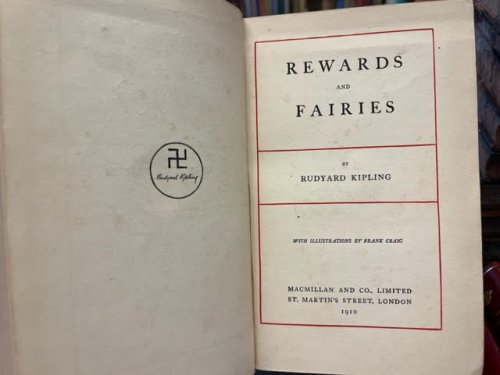 Rudyard Kipling
REWARDS
AND
FAIRIES
BY
RUDYARD KIPLING
WITH ILLUSTRATIONS BY FRANK CRAIG
MACMILLAN AND CO., LIMITED
ST. MARTIN'S STREET, LONDON
1910